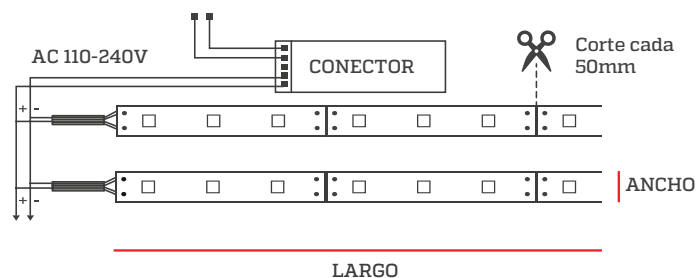 AC 110-240V
CONECTOR
Corte cada
50mm
+ -
+ -
ANCHO
LARGO